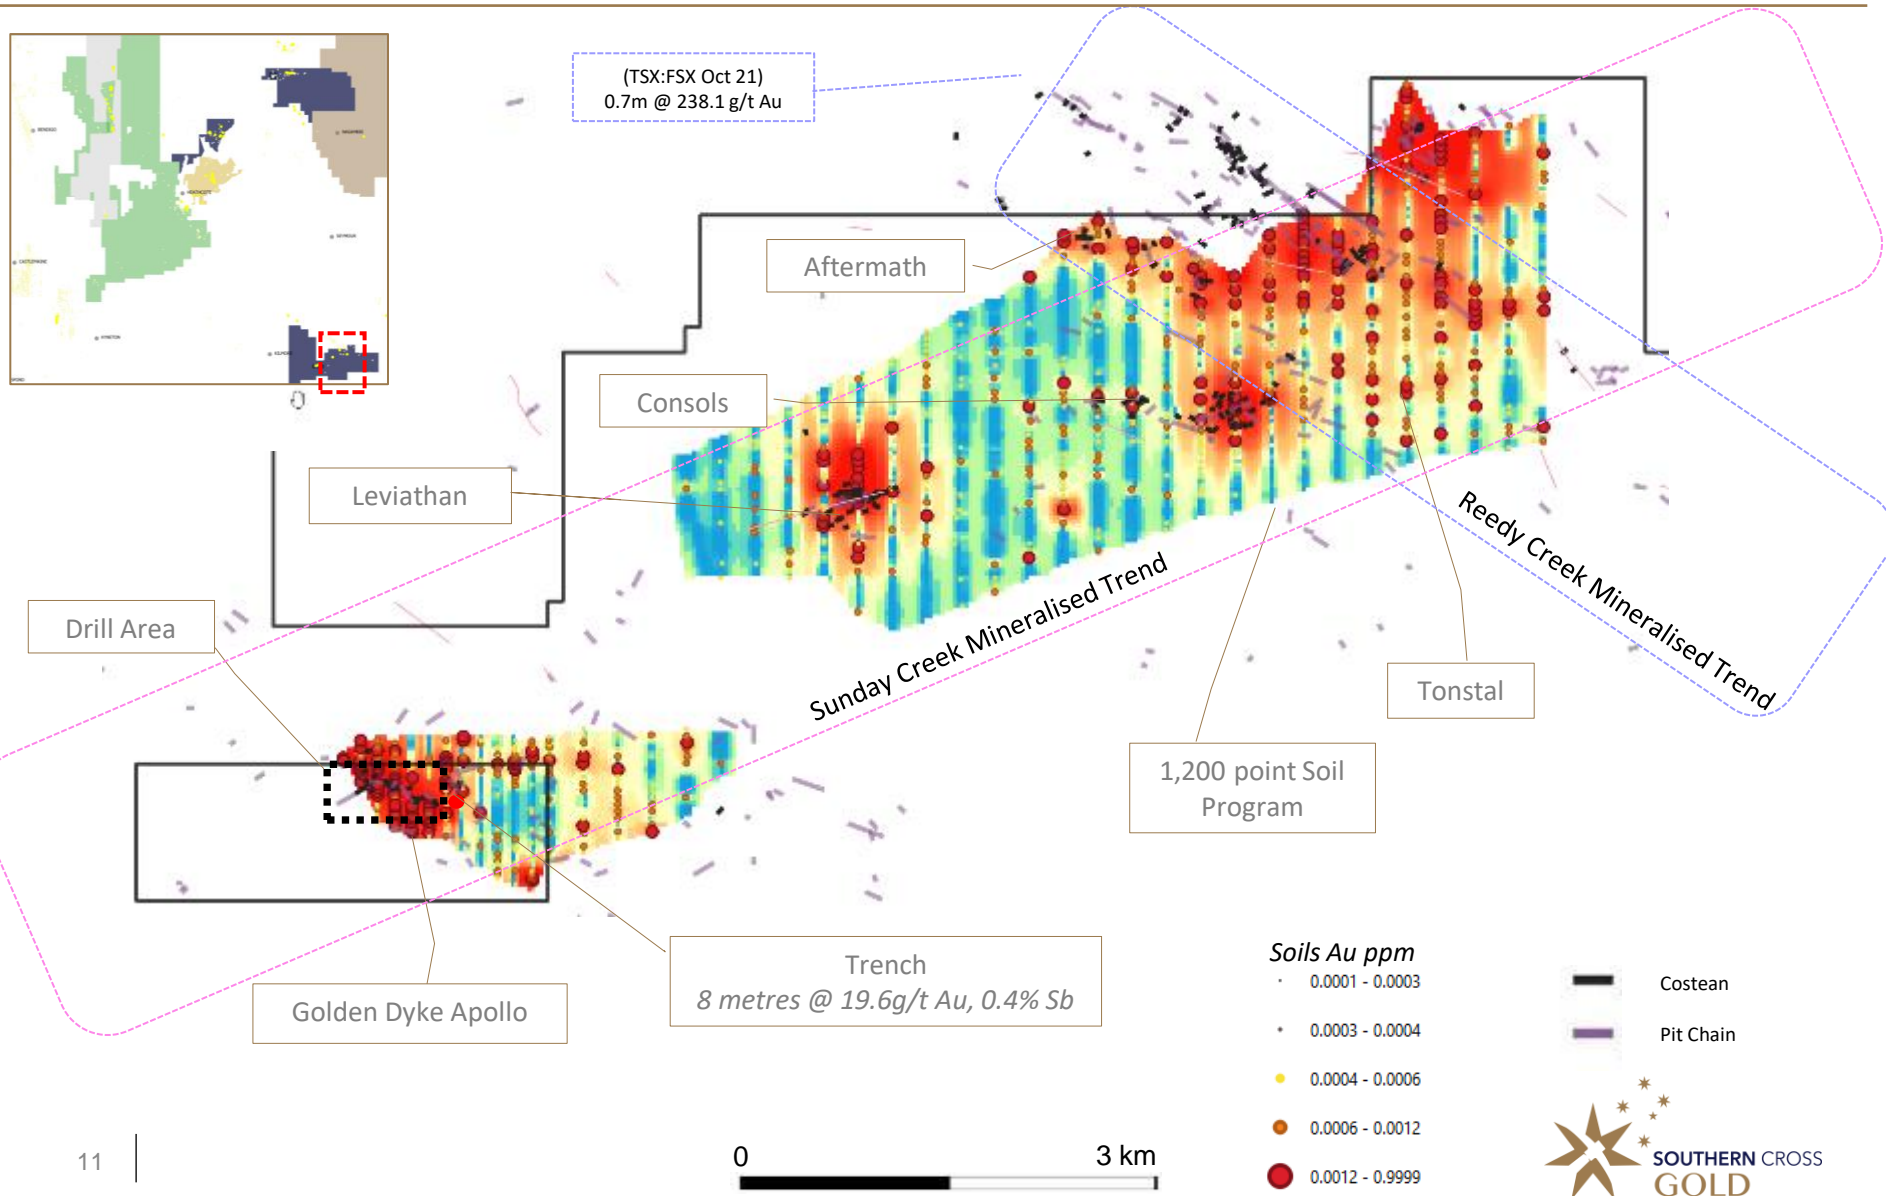 (TSX:FSX Oct 21)
0.7m @ 238.1 g/t Au
Aftermath
Consols
Leviathan
Drill Area
Sunday Creek Mineralised Trend
Reedy Creek Mineralised Trend
Tonstal
1,200 point Soil
Program
Trench
8 metres @ 19.6g/t Au, 0.4% Sb
Golden Dyke Apollo
Soils Au ppm
0.0001 - 0.0003
0.0003 - 0.0004
0.0004 - 0.0006
0.0006 - 0.0012
0.0012 - 0.9999
Costean
Pit Chain
0 3 km
11
SOUTHERN CROSS
GOLD